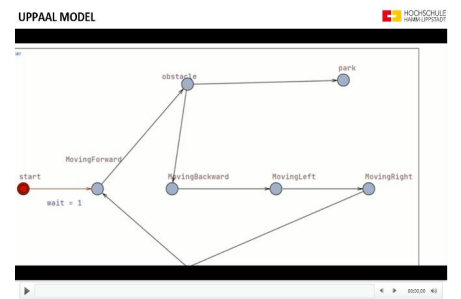 UPPAAL MODEL
HOCHSCHULE
HAMM-LIPPSTADT
obstacle
park
MovingForward
start
MovingBackward
MovingLeft
MovingRight
wait = 1
00:00,00